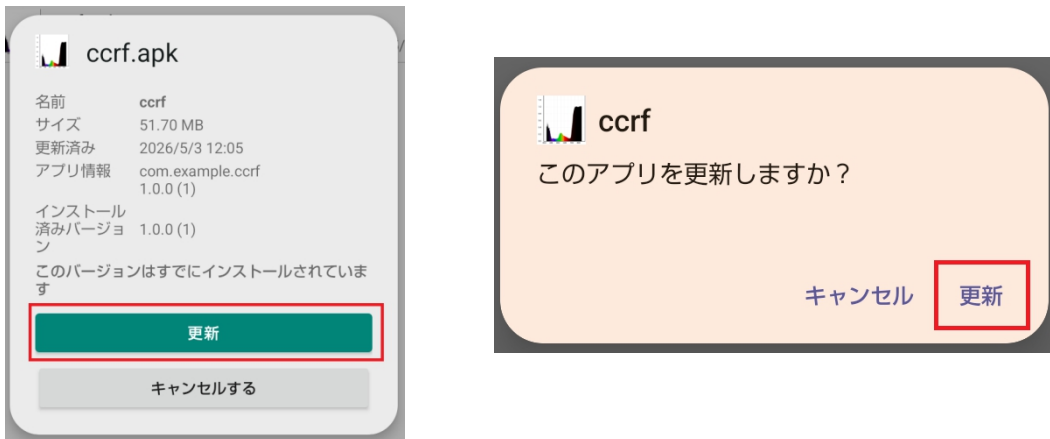 ccrf.apk
名前 ccrf
サイズ 51.70 MB
更新済み 2026/5/3 12:05
アプリ情報 com.example.ccrf
1.0.0 (1)
インストール
済みバージョ 1.0.0 (1)
ン
このバージョンはすでにインストールされていま
す
更新
キャンセルする
ccrf
このアプリを更新しますか？
キャンセル 更新